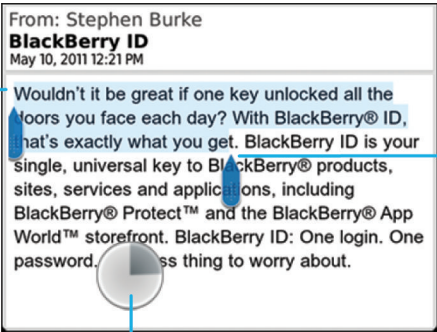 From: Stephen Burke
BlackBerry ID
May 10, 2011 12:21 PM
Wouldn't it be great if one key unlocked all the
doors you face each day? With BlackBerry® ID,
that's exactly what you get. BlackBerry ID is your
single, universal key to BlackBerry® products,
sites, services and applications, including
BlackBerry® Protect™ and the BlackBerry® App
World™ storefront. BlackBerry ID: One login. One
password. ss thing to worry about.